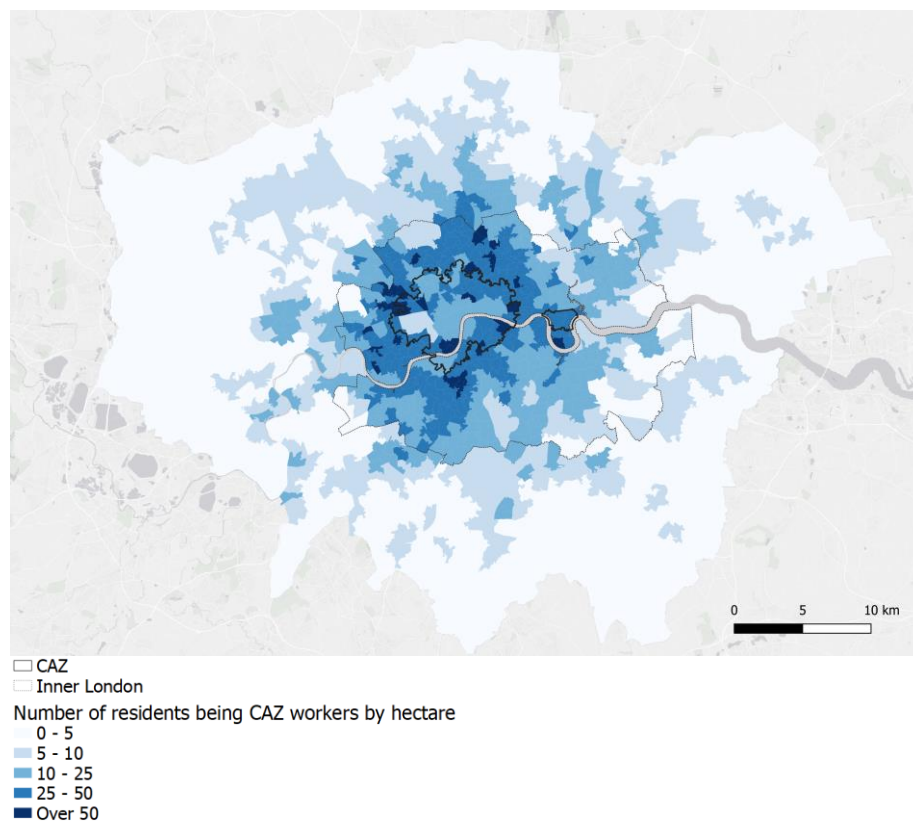 0 5 10 km
CAZ
Inner London
Number of residents being CAZ workers by hectare
0 - 5
5 - 10
10 - 25
25 - 50
Over 50